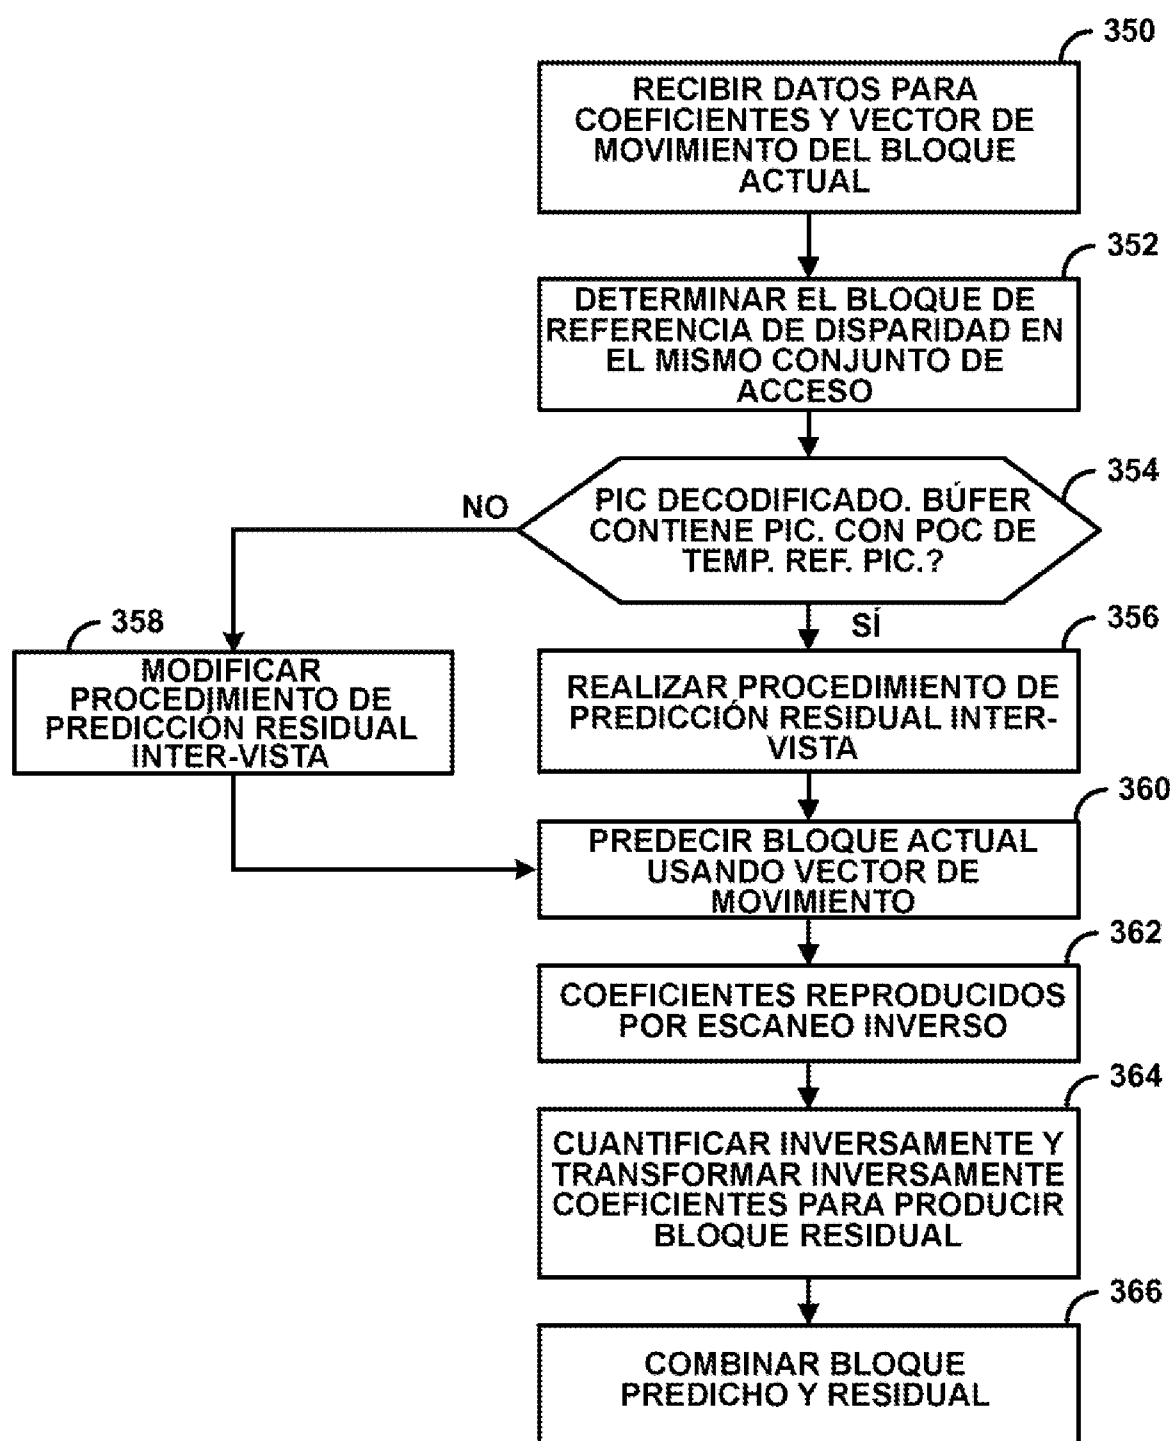 350
RECIBIR DATOS PARA
COEFICIENTES Y VECTOR DE
MOVIMIENTO DEL BLOQUE
ACTUAL
352
DETERMINAR EL BLOQUE DE
REFERENCIA DE DISPARIDAD EN
EL MISMO CONJUNTO DE
ACCESO
354
PIC DECODIFICADO. BÚFER
CONTIENE PIC. CON POC DE
TEMP. REF. PIC.?
NO
SÍ
358
MODIFICAR
PROCEDIMIENTO DE
PREDICCIÓN RESIDUAL
INTER-VISTA
356
REALIZAR PROCEDIMIENTO DE
PREDICCIÓN RESIDUAL INTER-
VISTA
360
PREDECIR BLOQUE ACTUAL
USANDO VECTOR DE
MOVIMIENTO
362
COEFICIENTES REPRODUCIDOS
POR ESCANEO INVERSO
364
CUANTIFICAR INVERSAMENTE Y
TRANSFORMAR INVERSAMENTE
COEFICIENTES PARA PRODUCIR
BLOQUE RESIDUAL
366
COMBINAR BLOQUE
PREDICHO Y RESIDUAL